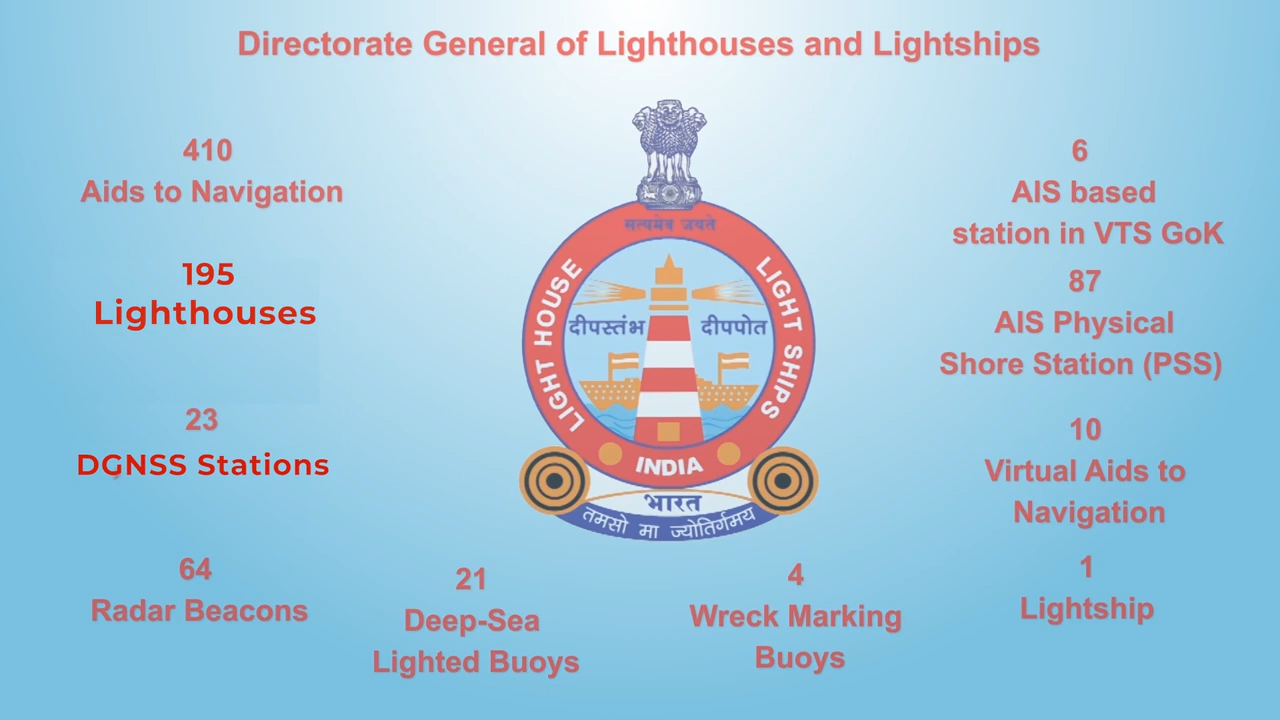 Directorate General of Lighthouses and Lightships
410
Aids to Navigation
195
Lighthouses
23
DGNSS Stations
64
Radar Beacons
21
Deep-Sea
Lighted Buoys
सत्यमेव जयते
LIGHT HOUSE
LIGHT SHIPS
दीपस्तंभ
दीपपोत
INDIA
भारत
तमसो मा ज्योतिर्गमय
4
Wreck Marking
Buoys
6
AIS based
station in VTS GoK
87
AIS Physical
Shore Station (PSS)
10
Virtual Aids to
Navigation
1
Lightship